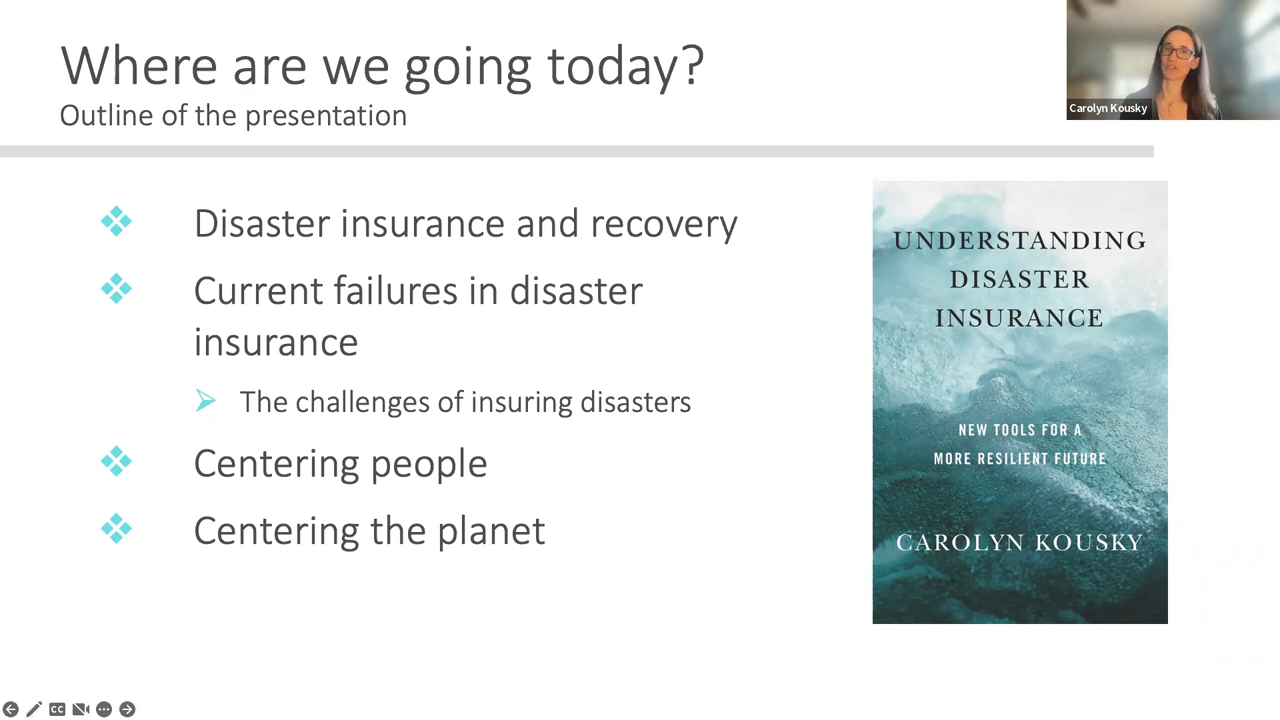 Where are we going today?
Outline of the presentation
Carolyn Kousky
Disaster insurance and recovery
Current failures in disaster
insurance
The challenges of insuring disasters
Centering people
Centering the planet
UNDERSTANDING
DISASTER
INSURANCE
NEW TOOLS FOR A
MORE RESILIENT FUTURE
CAROLYN KOUSKY
CC